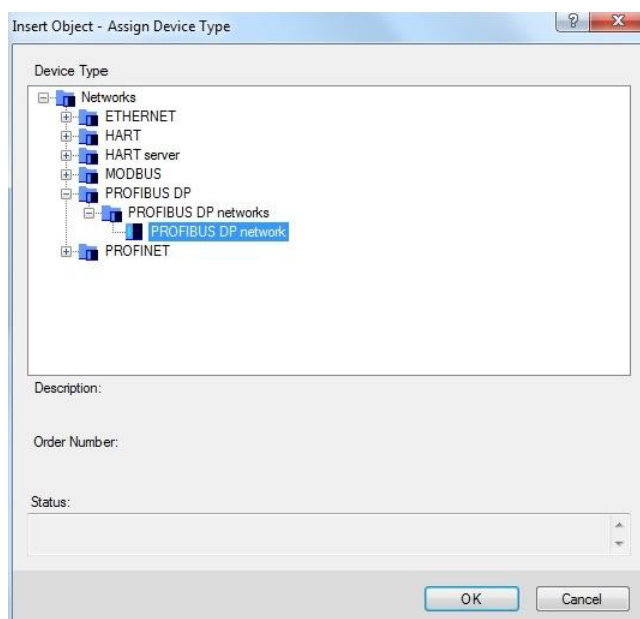 Insert Object - Assign Device Type
?
Device Type
Networks
ETHERNET
HART
HART server
MODBUS
PROFIBUS DP
PROFIBUS DP networks
PROFIBUS DP network
PROFINET
Description:
Order Number:
Status:
OK Cancel